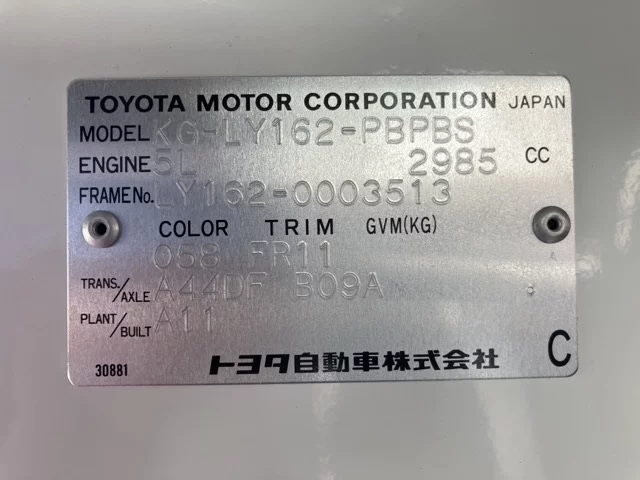 TOYOTA MOTOR CORPORATION JAPAN
MODEL KG-LY162-PBPBS
ENGINE 5L 2985 CC
FRAME No. LY162-0003513
COLOR TRIM GVM(KG)
058 FR11
TRANS./AXLE A44DF B09A
PLANT/BUILT A11
30881 トヨタ自動車株式会社 C